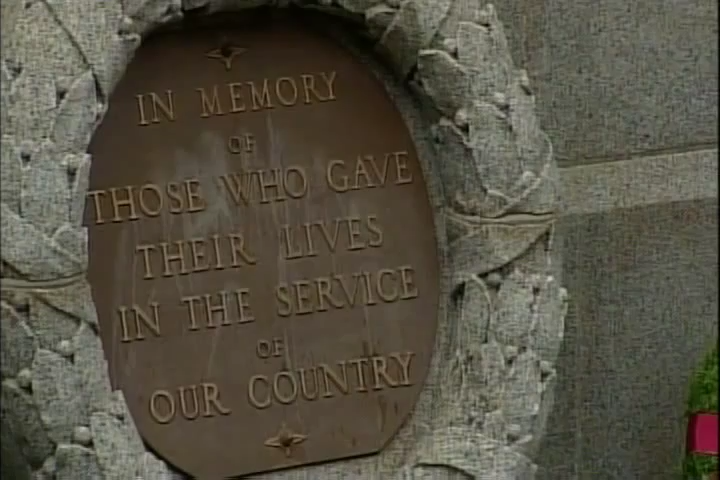 IN MEMORY
OF
THOSE WHO GAVE
THEIR LIVES
IN THE SERVICE
OF
OUR COUNTRY